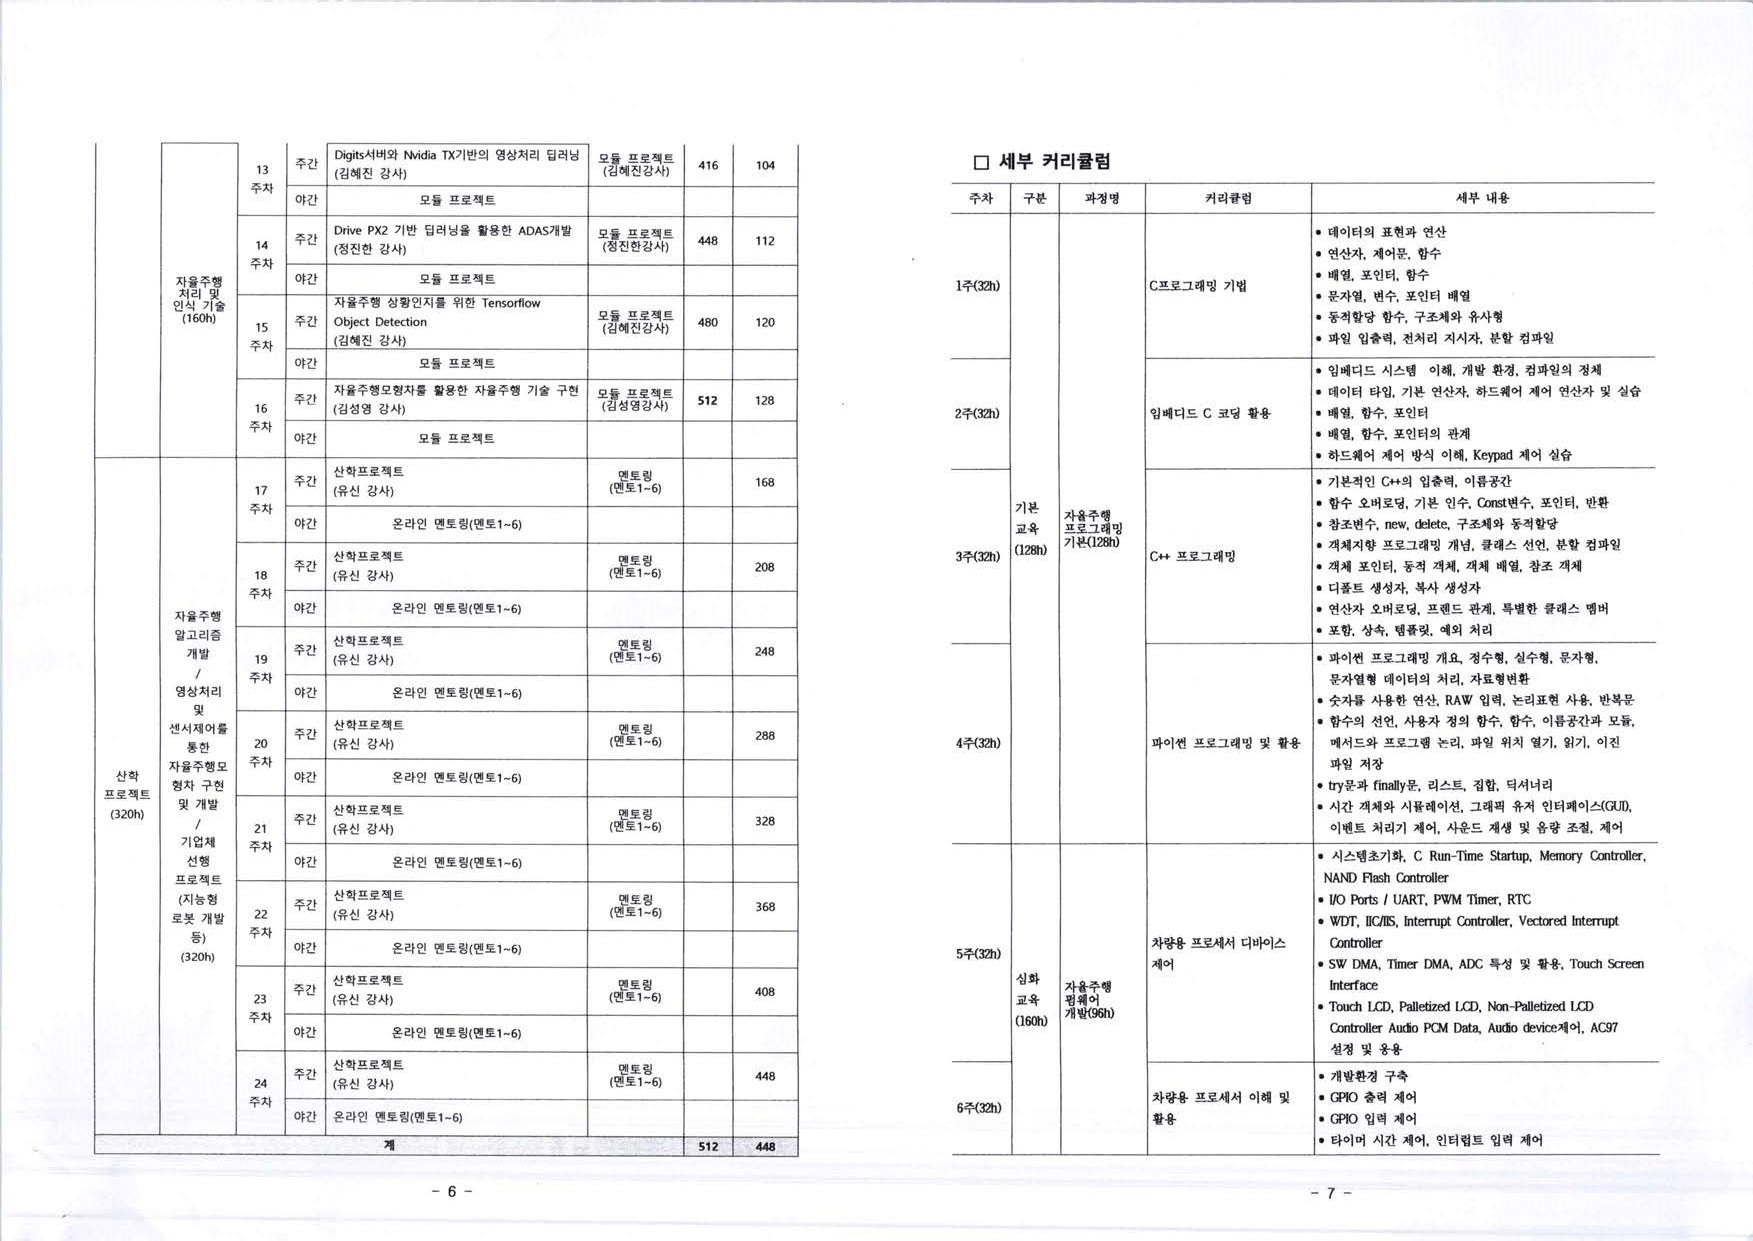 자율주행
처리 및
인식 기술
(160h)
13
주차
주간
Digits서버와 Nvidia TX기반의 영상처리 딥러닝
(김혜진 강사)
모듈 프로젝트
(김혜진강사)
416
104
야간
모듈 프로젝트
14
주차
주간
Drive PX2 기반 딥러닝을 활용한 ADAS개발
(정진한 강사)
모듈 프로젝트
(정진한강사)
448
112
야간
모듈 프로젝트
15
주차
주간
자율주행 상황인지를 위한 Tensorflow
Object Detection
(김혜진 강사)
모듈 프로젝트
(김혜진강사)
480
120
야간
모듈 프로젝트
16
주차
주간
자율주행모형차를 활용한 자율주행 기술 구현
(김성영 강사)
모듈 프로젝트
(김성영강사)
512
128
야간
모듈 프로젝트
산학
프로젝트
(320h)
자율주행
알고리즘
개발
/
영상처리
및
센서제어를
통한
자율주행모
형차 구현
및 개발
/
기업체
선행
프로젝트
(지능형
로봇 개발
등)
(320h)
17
주차
주간
산학프로젝트
(유신 강사)
멘토링
(멘토1~6)
168
야간
온라인 멘토링(멘토1~6)
18
주차
주간
산학프로젝트
(유신 강사)
멘토링
(멘토1~6)
208
야간
온라인 멘토링(멘토1~6)
19
주차
주간
산학프로젝트
(유신 강사)
멘토링
(멘토1~6)
248
야간
온라인 멘토링(멘토1~6)
20
주차
주간
산학프로젝트
(유신 강사)
멘토링
(멘토1~6)
288
야간
온라인 멘토링(멘토1~6)
21
주차
주간
산학프로젝트
(유신 강사)
멘토링
(멘토1~6)
328
야간
온라인 멘토링(멘토1~6)
22
주차
주간
산학프로젝트
(유신 강사)
멘토링
(멘토1~6)
368
야간
온라인 멘토링(멘토1~6)
23
주차
주간
산학프로젝트
(유신 강사)
멘토링
(멘토1~6)
408
야간
온라인 멘토링(멘토1~6)
24
주차
주간
산학프로젝트
(유신 강사)
멘토링
(멘토1~6)
448
야간
온라인 멘토링(멘토1~6)
계 512 448
- 6 -
□ 세부 커리큘럼
주차 구분 과정명 커리큘럼 세부 내용
기본
교육
(128h)
자율주행
프로그래밍
기본(128h)
1주(32h)
C프로그래밍 기법
• 데이터의 표현과 연산
• 연산자, 제어문, 함수
• 배열, 포인터, 함수
• 문자열, 변수, 포인터 배열
• 동적할당 함수, 구조체와 유사형
• 파일 입출력, 전처리 지시자, 분할 컴파일
2주(32h)
임베디드 C 코딩 활용
• 임베디드 시스템 이해, 개발 환경, 컴파일의 정체
• 데이터 타입, 기본 연산자, 하드웨어 제어 연산자 및 실습
• 배열, 함수, 포인터
• 배열, 함수, 포인터의 관계
• 하드웨어 제어 방식 이해, Keypad 제어 실습
3주(32h)
C++ 프로그래밍
• 기본적인 C++의 입출력, 이름공간
• 함수 오버로딩, 기본 인수, Const변수, 포인터, 반환
• 참조변수, new, delete, 구조체와 동적할당
• 객체지향 프로그래밍 개념, 클래스 선언, 분할 컴파일
• 객체 포인터, 동적 객체, 객체 배열, 참조 객체
• 디폴트 생성자, 복사 생성자
• 연산자 오버로딩, 프렌드 관계, 특별한 클래스 멤버
• 포함, 상속, 템플릿, 예외 처리
4주(32h)
파이썬 프로그래밍 및 활용
• 파이썬 프로그래밍 개요, 정수형, 실수형, 문자형,
문자열형 데이터의 처리, 자료형변환
• 숫자를 사용한 연산, RAW 입력, 논리표현 사용, 반복문
• 함수의 선언, 사용자 정의 함수, 함수, 이름공간과 모듈,
메서드와 프로그램 논리, 파일 위치 열기, 읽기, 이진
파일 저장
• try문과 finally문, 리스트, 집합, 딕셔너리
• 시간 객체와 시뮬레이션, 그래픽 유저 인터페이스(GUI),
이벤트 처리기 제어, 사운드 재생 및 음량 조절, 제어
심화
교육
(160h)
자율주행
펌웨어
개발(96h)
5주(32h)
차량용 프로세서 디바이스
제어
• 시스템초기화, C Run-Time Startup, Memory Controller,
NAND Flash Controller
• I/O Ports / UART, PWM Timer, RTC
• WDT, IIC/IIS, Interrupt Controller, Vectored Interrupt
Controller
• SW DMA, Timer DMA, ADC 특성 및 활용, Touch Screen
Interface
• Touch LCD, Palletized LCD, Non-Palletized LCD
Controller Audio PCM Data, Audio device제어, AC97
설정 및 응용
6주(32h)
차량용 프로세서 이해 및
활용
• 개발환경 구축
• GPIO 출력 제어
• GPIO 입력 제어
• 타이머 시간 제어, 인터럽트 입력 제어
- 7 -